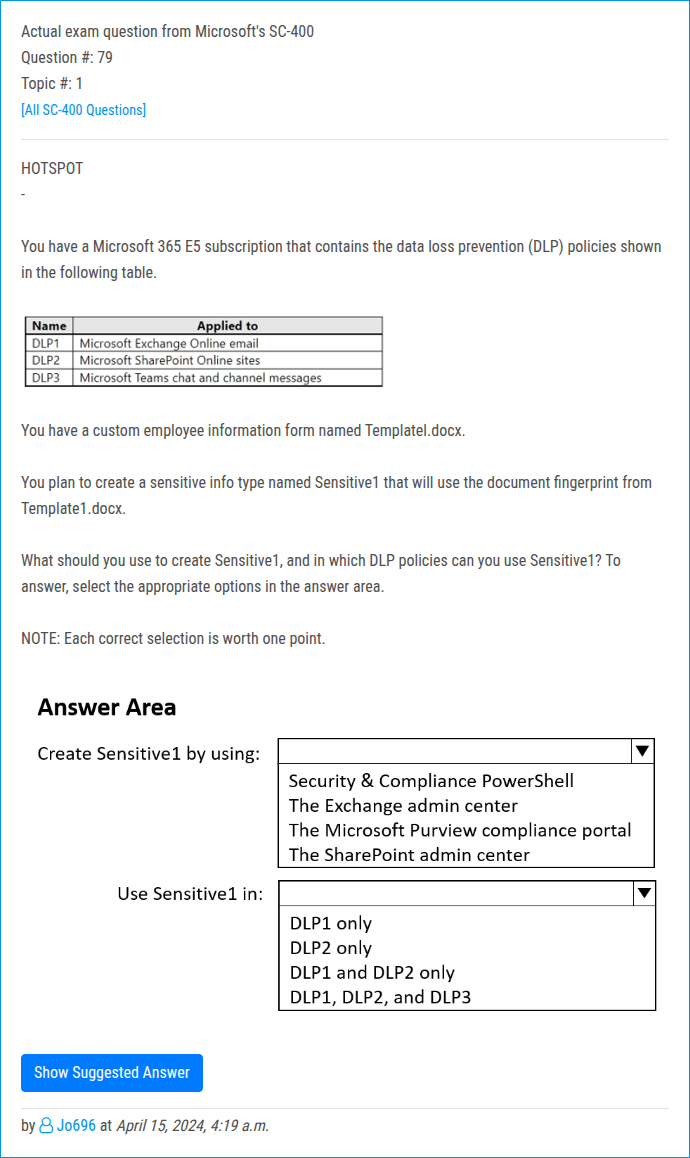 Actual exam question from Microsoft's SC-400
Question #: 79
Topic #: 1
[All SC-400 Questions]
HOTSPOT
-
You have a Microsoft 365 E5 subscription that contains the data loss prevention (DLP) policies shown
in the following table.
Name Applied to
DLP1 Microsoft Exchange Online email
DLP2 Microsoft SharePoint Online sites
DLP3 Microsoft Teams chat and channel messages
You have a custom employee information form named Templatel.docx.
You plan to create a sensitive info type named Sensitive1 that will use the document fingerprint from
Template1.docx.
What should you use to create Sensitive1, and in which DLP policies can you use Sensitive1? To
answer, select the appropriate options in the answer area.
NOTE: Each correct selection is worth one point.
Answer Area
Create Sensitive1 by using:
Security & Compliance PowerShell
The Exchange admin center
The Microsoft Purview compliance portal
The SharePoint admin center
Use Sensitive1 in:
DLP1 only
DLP2 only
DLP1 and DLP2 only
DLP1, DLP2, and DLP3
Show Suggested Answer
by Jo696 at April 15, 2024, 4:19 a.m.